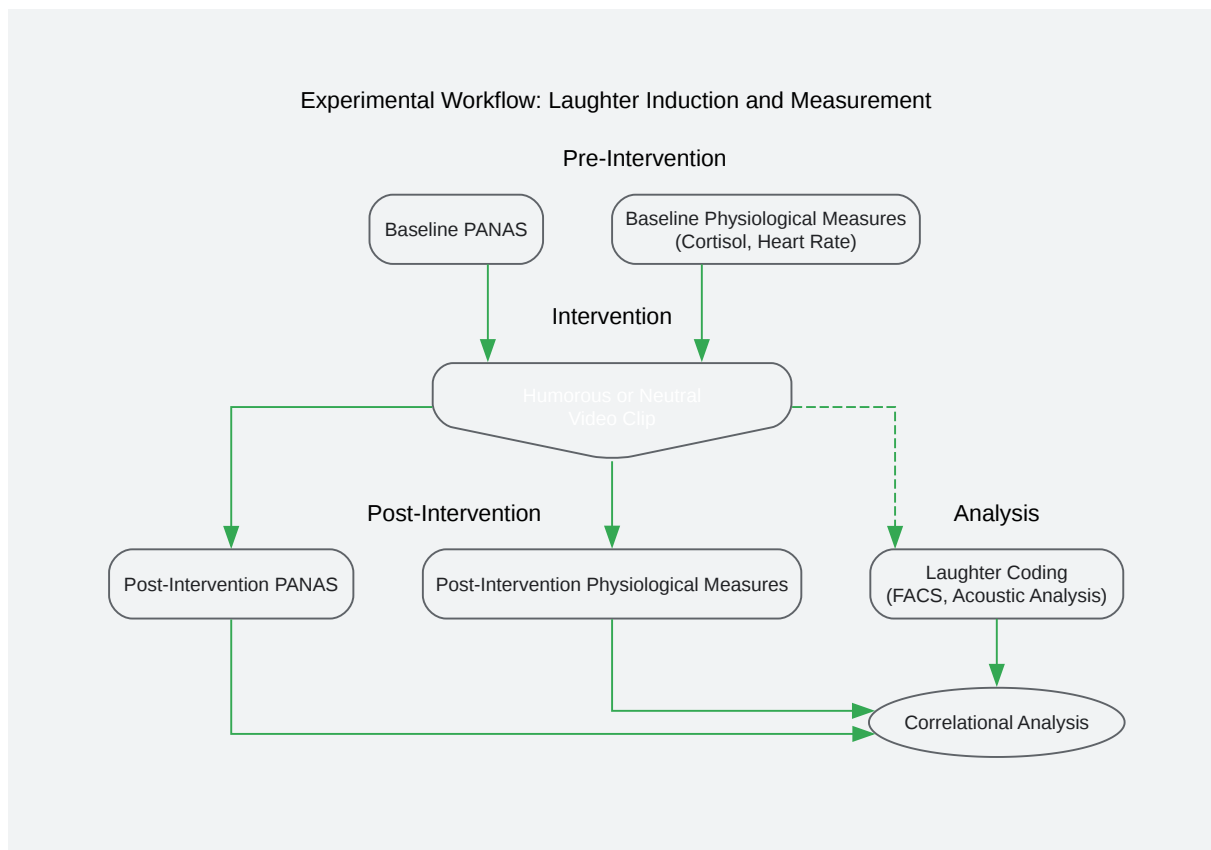 Experimental Workflow: Laughter Induction and Measurement
Pre-Intervention
Baseline PANAS
Baseline Physiological Measures
(Cortisol, Heart Rate)
Intervention
Humorous or Neutral
Video Clip
Post-Intervention
Analysis
Post-Intervention PANAS
Post-Intervention Physiological Measures
Laughter Coding
(FACS, Acoustic Analysis)
Correlational Analysis